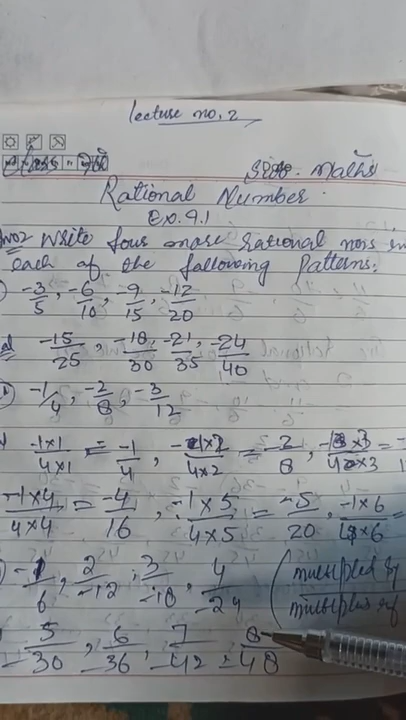 lecture no. 2
Class
Sub. Maths
Rational Number
Ex. 9.1
No2 Write four more rational no's in
each of the following Patterns:
-3/5, -6/10, -9/15, -12/20
-15/25, -18/30, -21/35, -24/40
-1/4, -2/8, -3/12
-1×1/4×1 = -1/4, -1×2/4×2 = -2/8, -1×3/4×3 =
-1×4/4×4 = -4/16, -1×5/4×5 = -5/20, -1×6/4×6 =
-1/6, 2/-12, 3/-18, 4/-24 (multiplied by
multiples of
5/-30, 6/-36, 7/-42, 8/-48